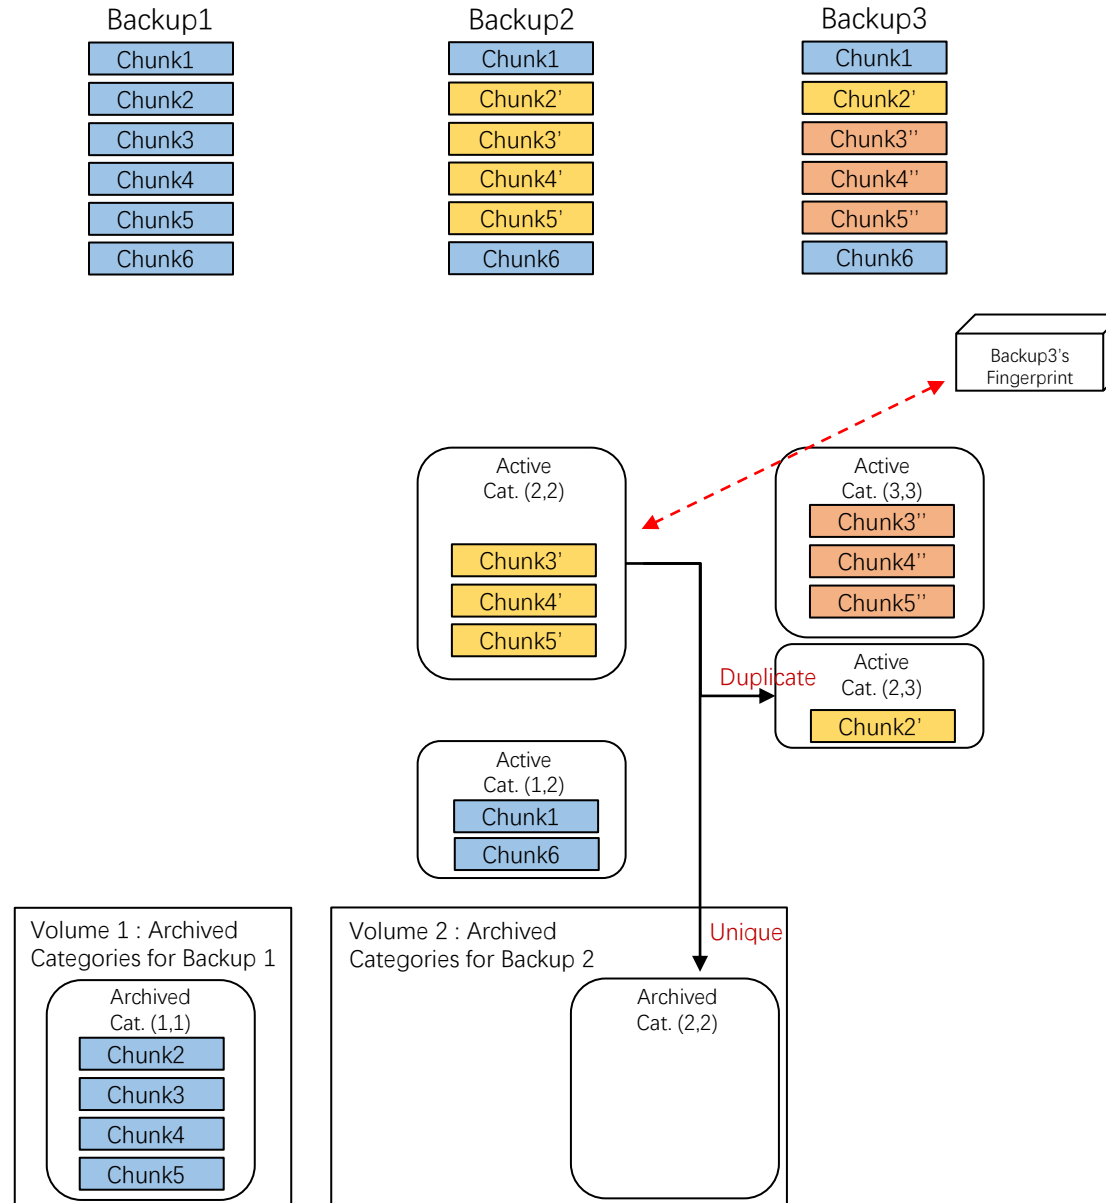 Backup1
Chunk1
Chunk2
Chunk3
Chunk4
Chunk5
Chunk6
Backup2
Chunk1
Chunk2'
Chunk3'
Chunk4'
Chunk5'
Chunk6
Backup3
Chunk1
Chunk2'
Chunk3''
Chunk4''
Chunk5''
Chunk6
Backup3's
Fingerprint
Active
Cat. (2,2)
Chunk3'
Chunk4'
Chunk5'
Active
Cat. (3,3)
Chunk3''
Chunk4''
Chunk5''
Duplicate
Active
Cat. (2,3)
Chunk2'
Active
Cat. (1,2)
Chunk1
Chunk6
Volume 1 : Archived
Categories for Backup 1
Archived
Cat. (1,1)
Chunk2
Chunk3
Chunk4
Chunk5
Volume 2 : Archived
Categories for Backup 2
Unique
Archived
Cat. (2,2)